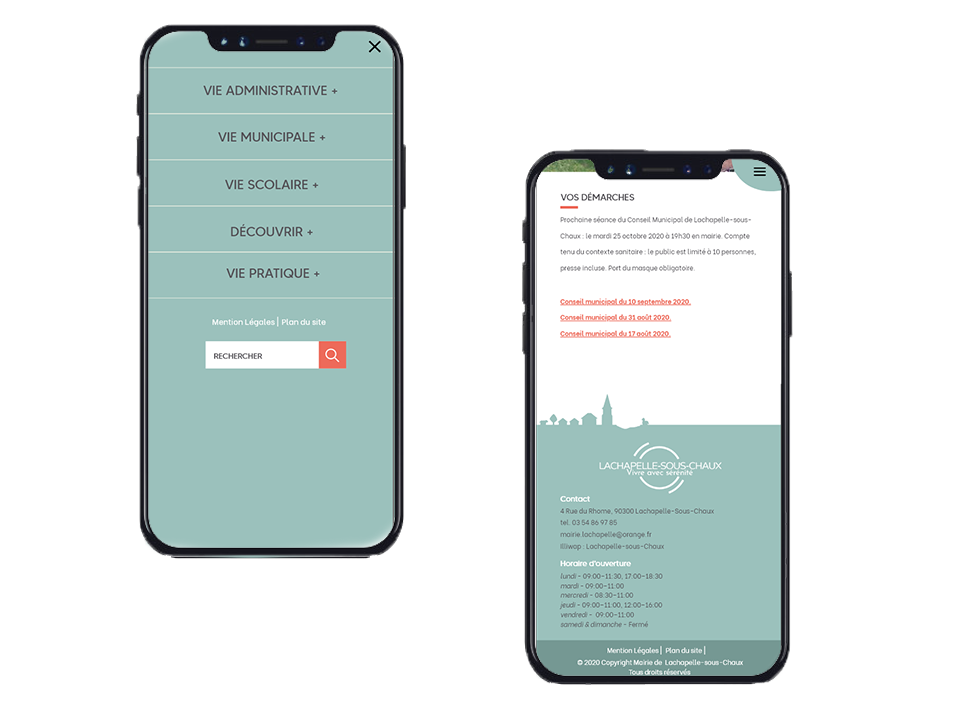 VIE ADMINISTRATIVE +
VIE MUNICIPALE +
VIE SCOLAIRE +
DÉCOUVRIR +
VIE PRATIQUE +
Mention Légales | Plan du site
RECHERCHER
VOS DÉMARCHES
Prochaine séance du Conseil Municipal de Lachapelle-sous-
Chaux : le mardi 25 octobre 2020 à 19h30 en mairie. Compte
tenu du contexte sanitaire : le public est limité à 10 personnes,
presse incluse. Port du masque obligatoire.
Conseil municipal du 10 septembre 2020.
Conseil municipal du 31 août 2020.
Conseil municipal du 17 août 2020.
LACHAPELLE-SOUS-CHAUX
Vivre avec sérénité
Contact
4 Rue du Rhome, 90300 Lachapelle-Sous-Chaux
tel. 03 54 86 97 85
mairie.lachapelle@orange.fr
Illiwap : Lachapelle-sous-Chaux
Horaire d'ouverture
lundi - 09:00-11:30, 17:00-18:30
mardi - 09:00-11:00
mercredi - 08:30-11:00
jeudi - 09:00-11:00, 12:00-16:00
vendredi - 09:00-11:00
samedi & dimanche - Fermé
Mention Légales | Plan du site |
© 2020 Copyright Mairie de Lachapelle-sous-Chaux
Tous droits réservés